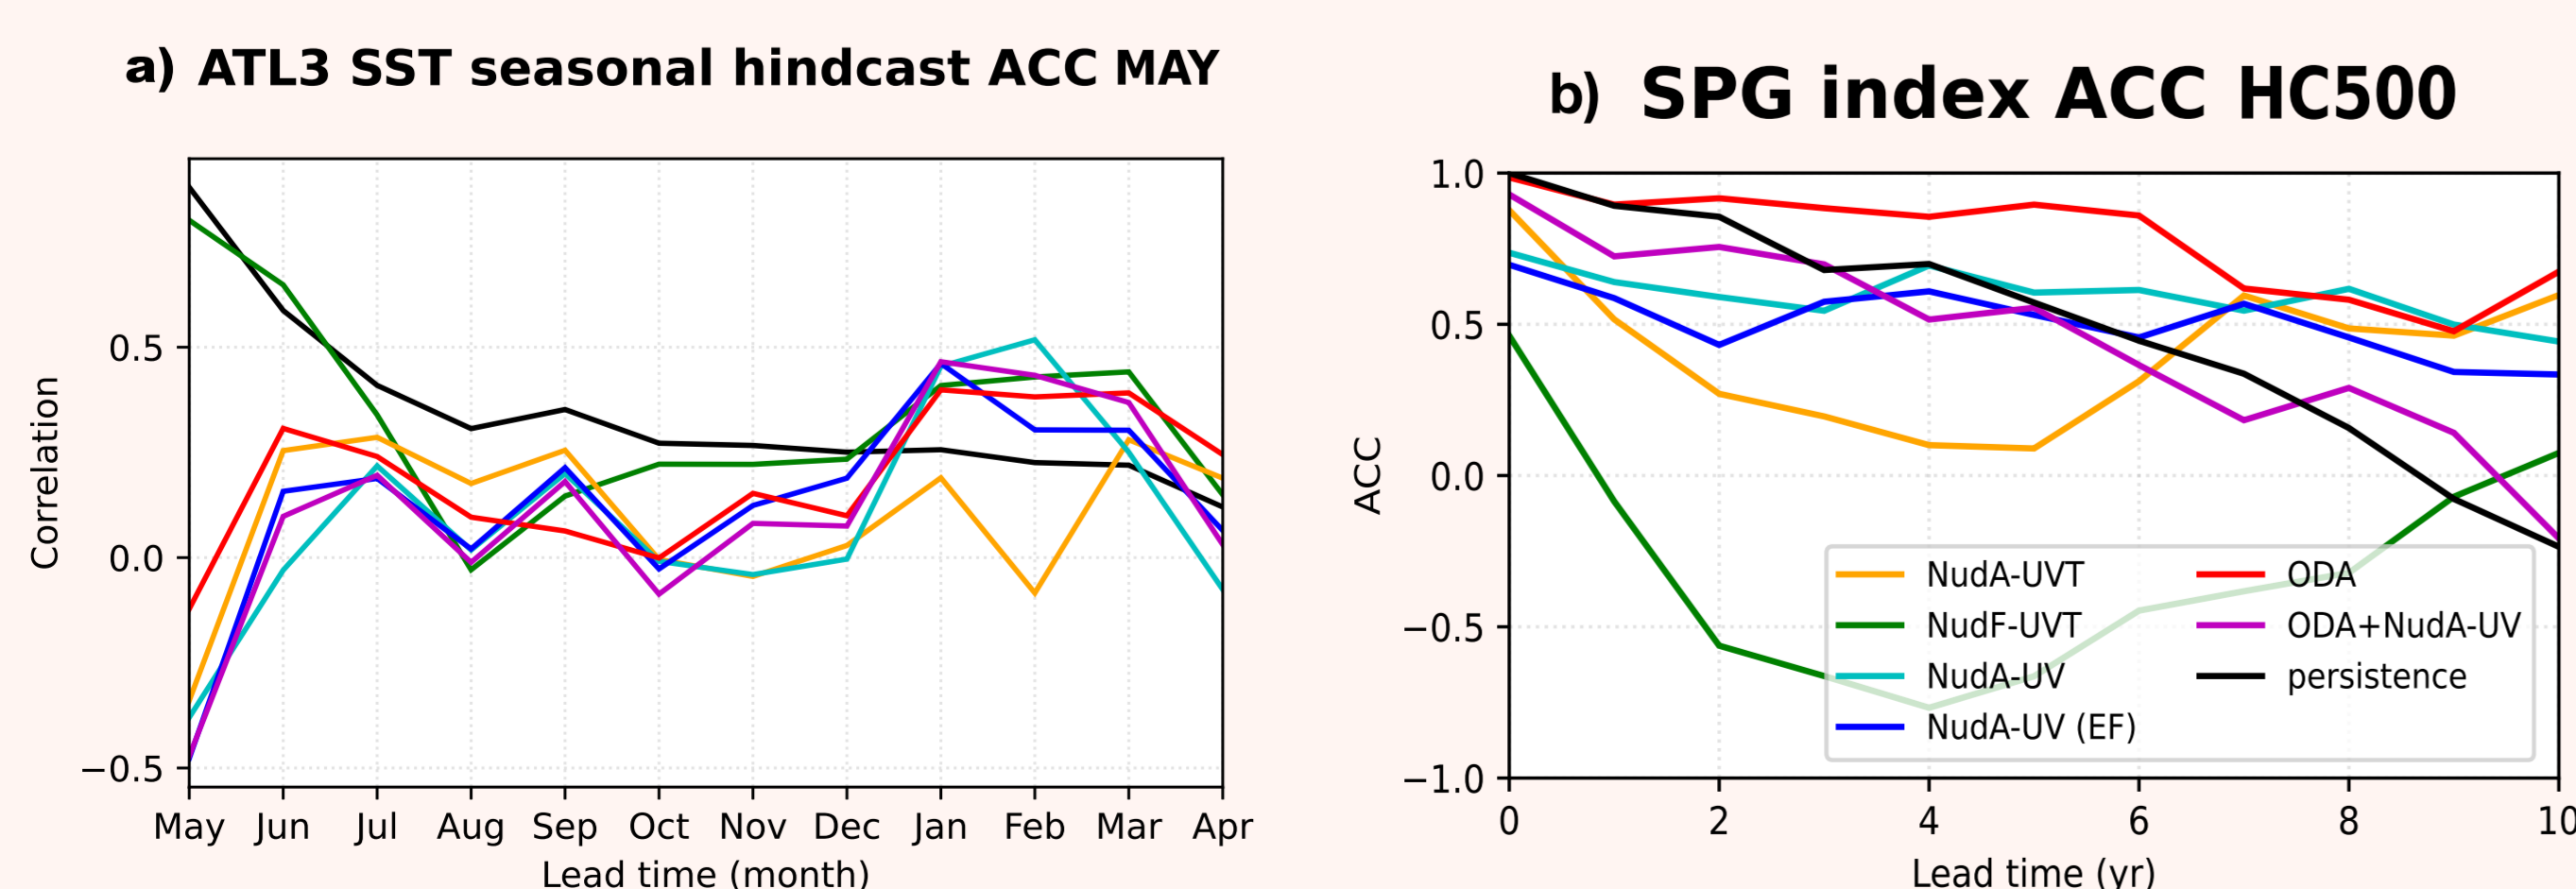 a) ATL3 SST seasonal hindcast ACC MAY
Correlation
0.5
0.0
−0.5
May Jun Jul Aug Sep Oct Nov Dec Jan Feb Mar Apr
Lead time (month)
b) SPG index ACC HC500
ACC
1.0
0.5
0.0
−0.5
−1.0
NudA-UVT
NudF-UVT
NudA-UV
NudA-UV (EF)
ODA
ODA+NudA-UV
persistence
0 2 4 6 8 10
Lead time (yr)